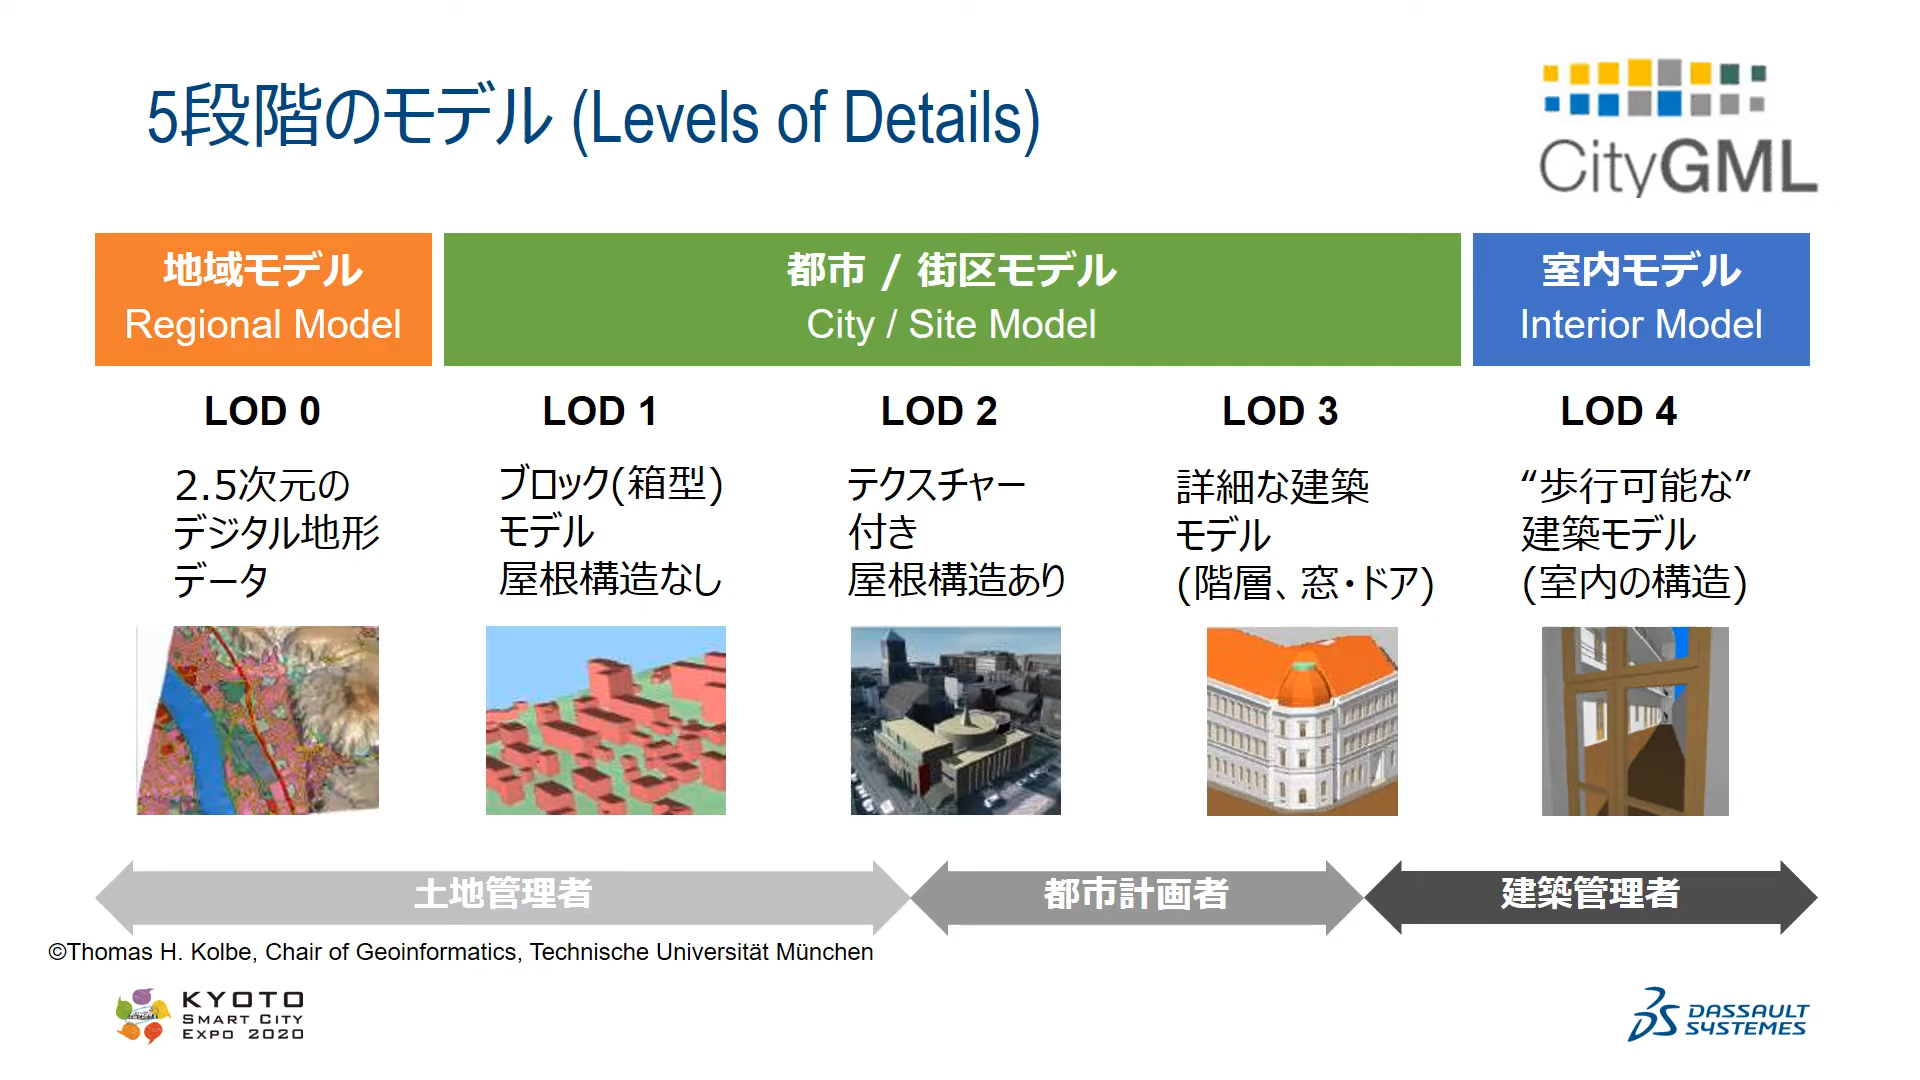 5段階のモデル (Levels of Details)
CityGML
地域モデル
Regional Model
都市 / 街区モデル
City / Site Model
室内モデル
Interior Model
LOD 0
2.5次元の
デジタル地形
データ
LOD 1
ブロック(箱型)
モデル
屋根構造なし
LOD 2
テクスチャー
付き
屋根構造あり
LOD 3
詳細な建築
モデル
(階層、窓・ドア)
LOD 4
“歩行可能な”
建築モデル
(室内の構造)
土地管理者
都市計画者
建築管理者
©Thomas H. Kolbe, Chair of Geoinformatics, Technische Universität München
KYOTO
SMART CITY
EXPO 2020
DASSAULT
SYSTEMES